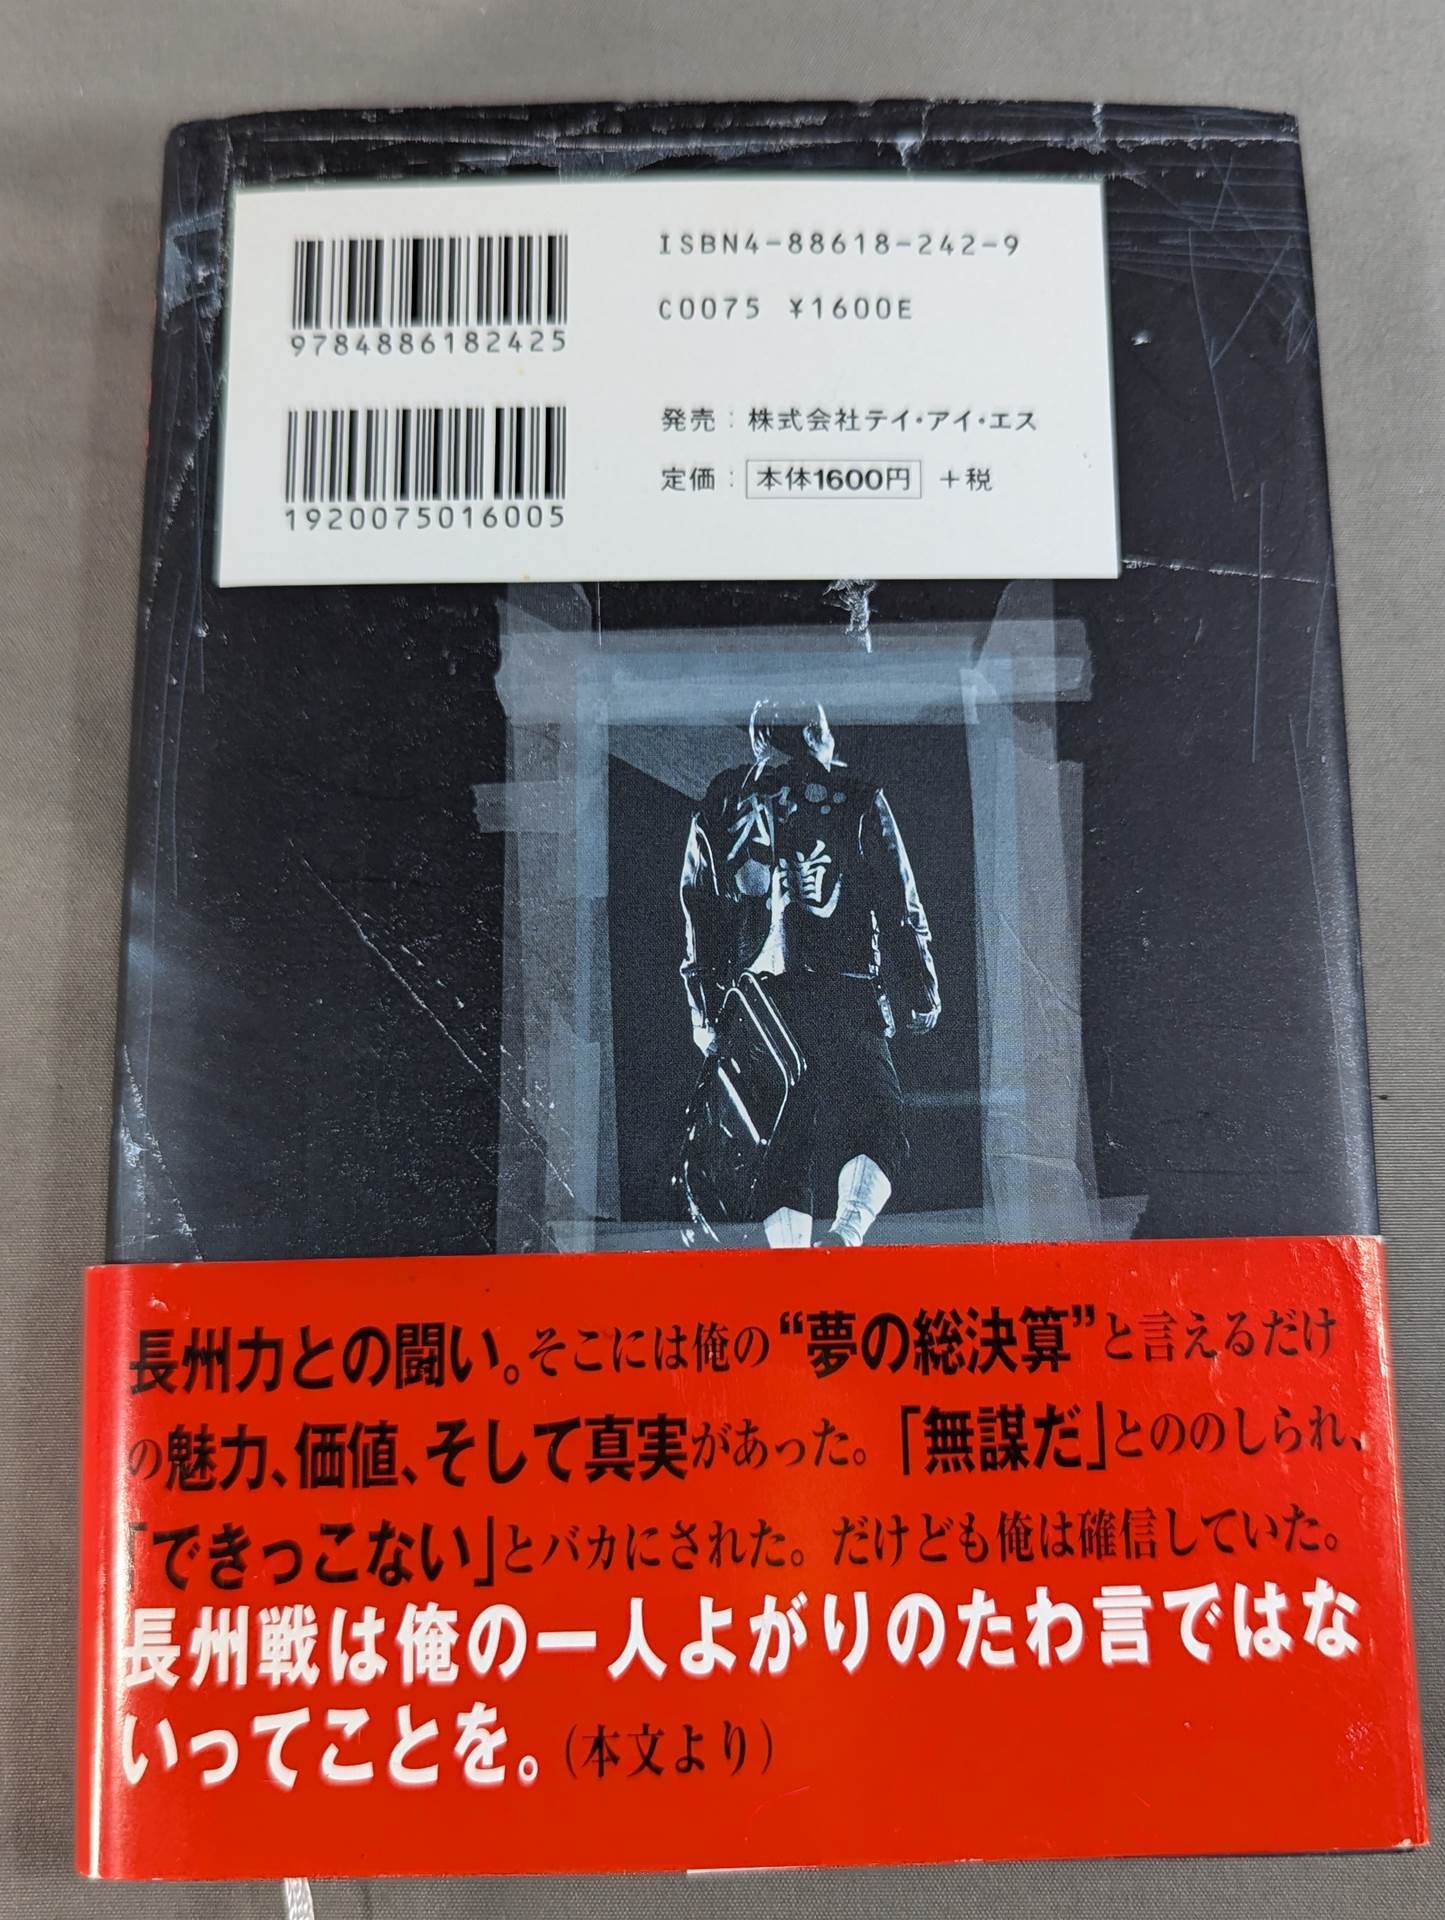 ISBN4-88618-242-9
C0075 ¥1600E
9784886182425
発売：株式会社テイ・アイ・エス
定価：本体1600円 +税
1920075016005
邪
道
長州力との闘い。そこには俺の“夢の総決算”と言えるだけ
の魅力、価値、そして真実があった。「無謀だ」とののしられ、
「できっこない」とバカにされた。だけども俺は確信していた。
長州戦は俺の一人よがりのたわ言ではな
いってことを。（本文より）